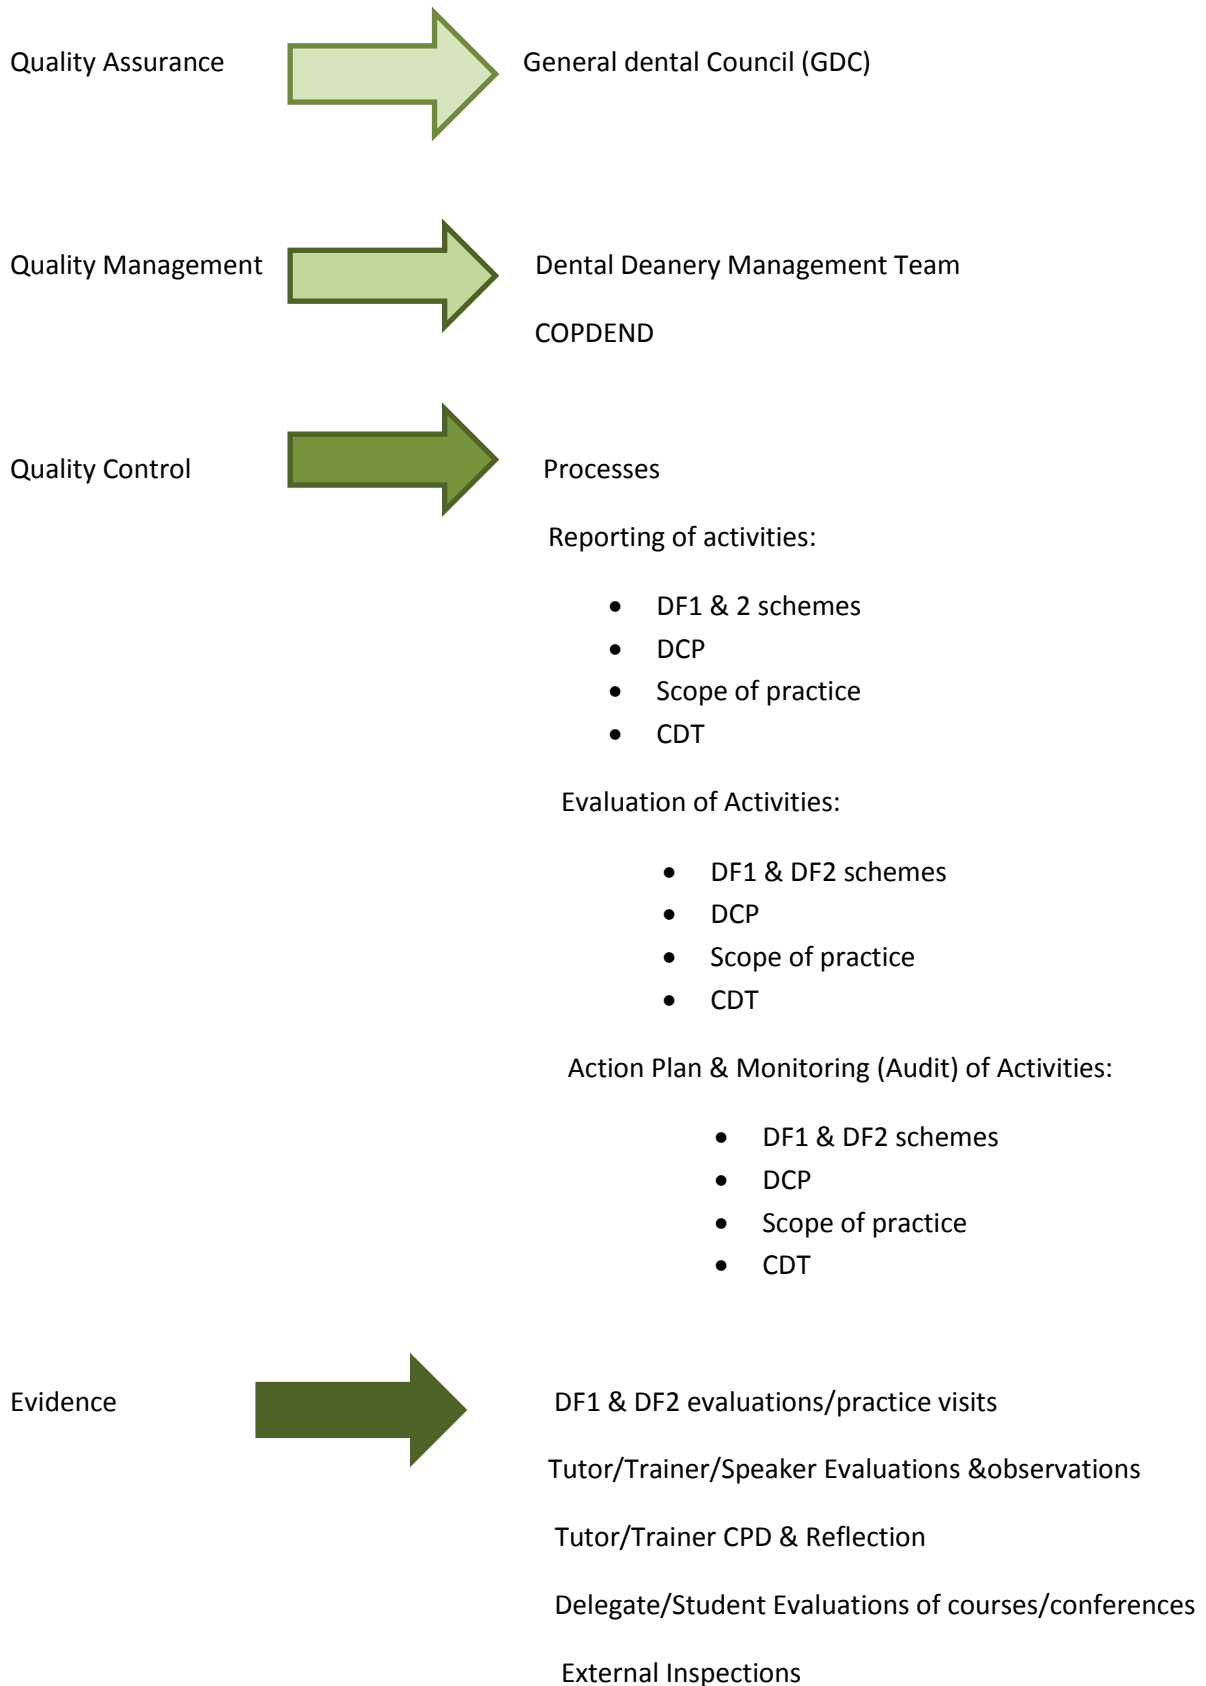 Quality Assurance General dental Council (GDC)
Quality Management Dental Deanery Management Team
COPDEND
Quality Control Processes
Reporting of activities:
• DF1 & 2 schemes
• DCP
• Scope of practice
• CDT
Evaluation of Activities:
• DF1 & DF2 schemes
• DCP
• Scope of practice
• CDT
Action Plan & Monitoring (Audit) of Activities:
• DF1 & DF2 schemes
• DCP
• Scope of practice
• CDT
Evidence DF1 & DF2 evaluations/practice visits
Tutor/Trainer/Speaker Evaluations &observations
Tutor/Trainer CPD & Reflection
Delegate/Student Evaluations of courses/conferences
External Inspections